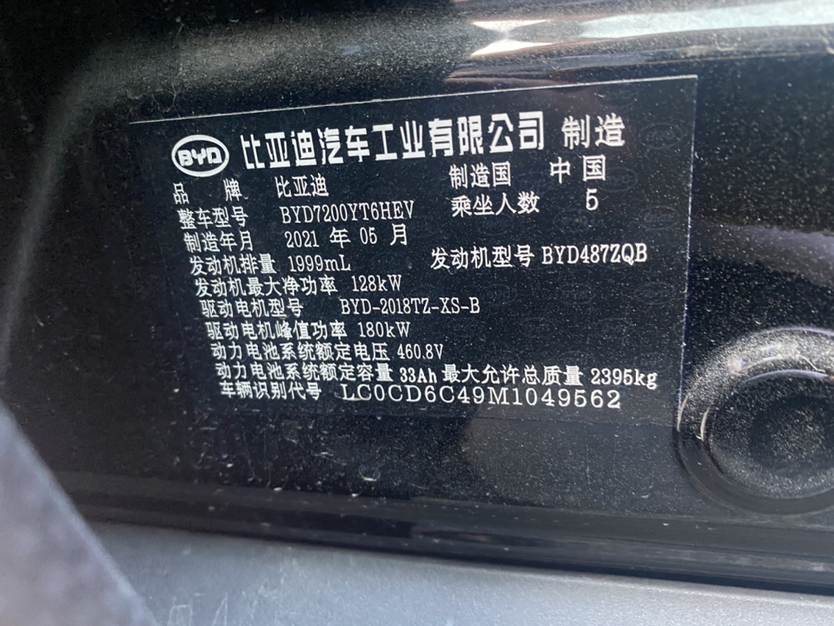 BYD 比亚迪汽车工业有限公司 制造
品 牌 比亚迪 制造国 中国
整车型号 BYD7200YT6HEV 乘坐人数 5
制造年月 2021 年 05 月
发动机排量 1999mL 发动机型号 BYD487ZQB
发动机最大净功率 128kW
驱动电机型号 BYD-2018TZ-XS-B
驱动电机峰值功率 180kW
动力电池系统额定电压 460.8V
动力电池系统额定容量 33Ah 最大允许总质量 2395kg
车辆识别代号 LC0CD6C49M1049562